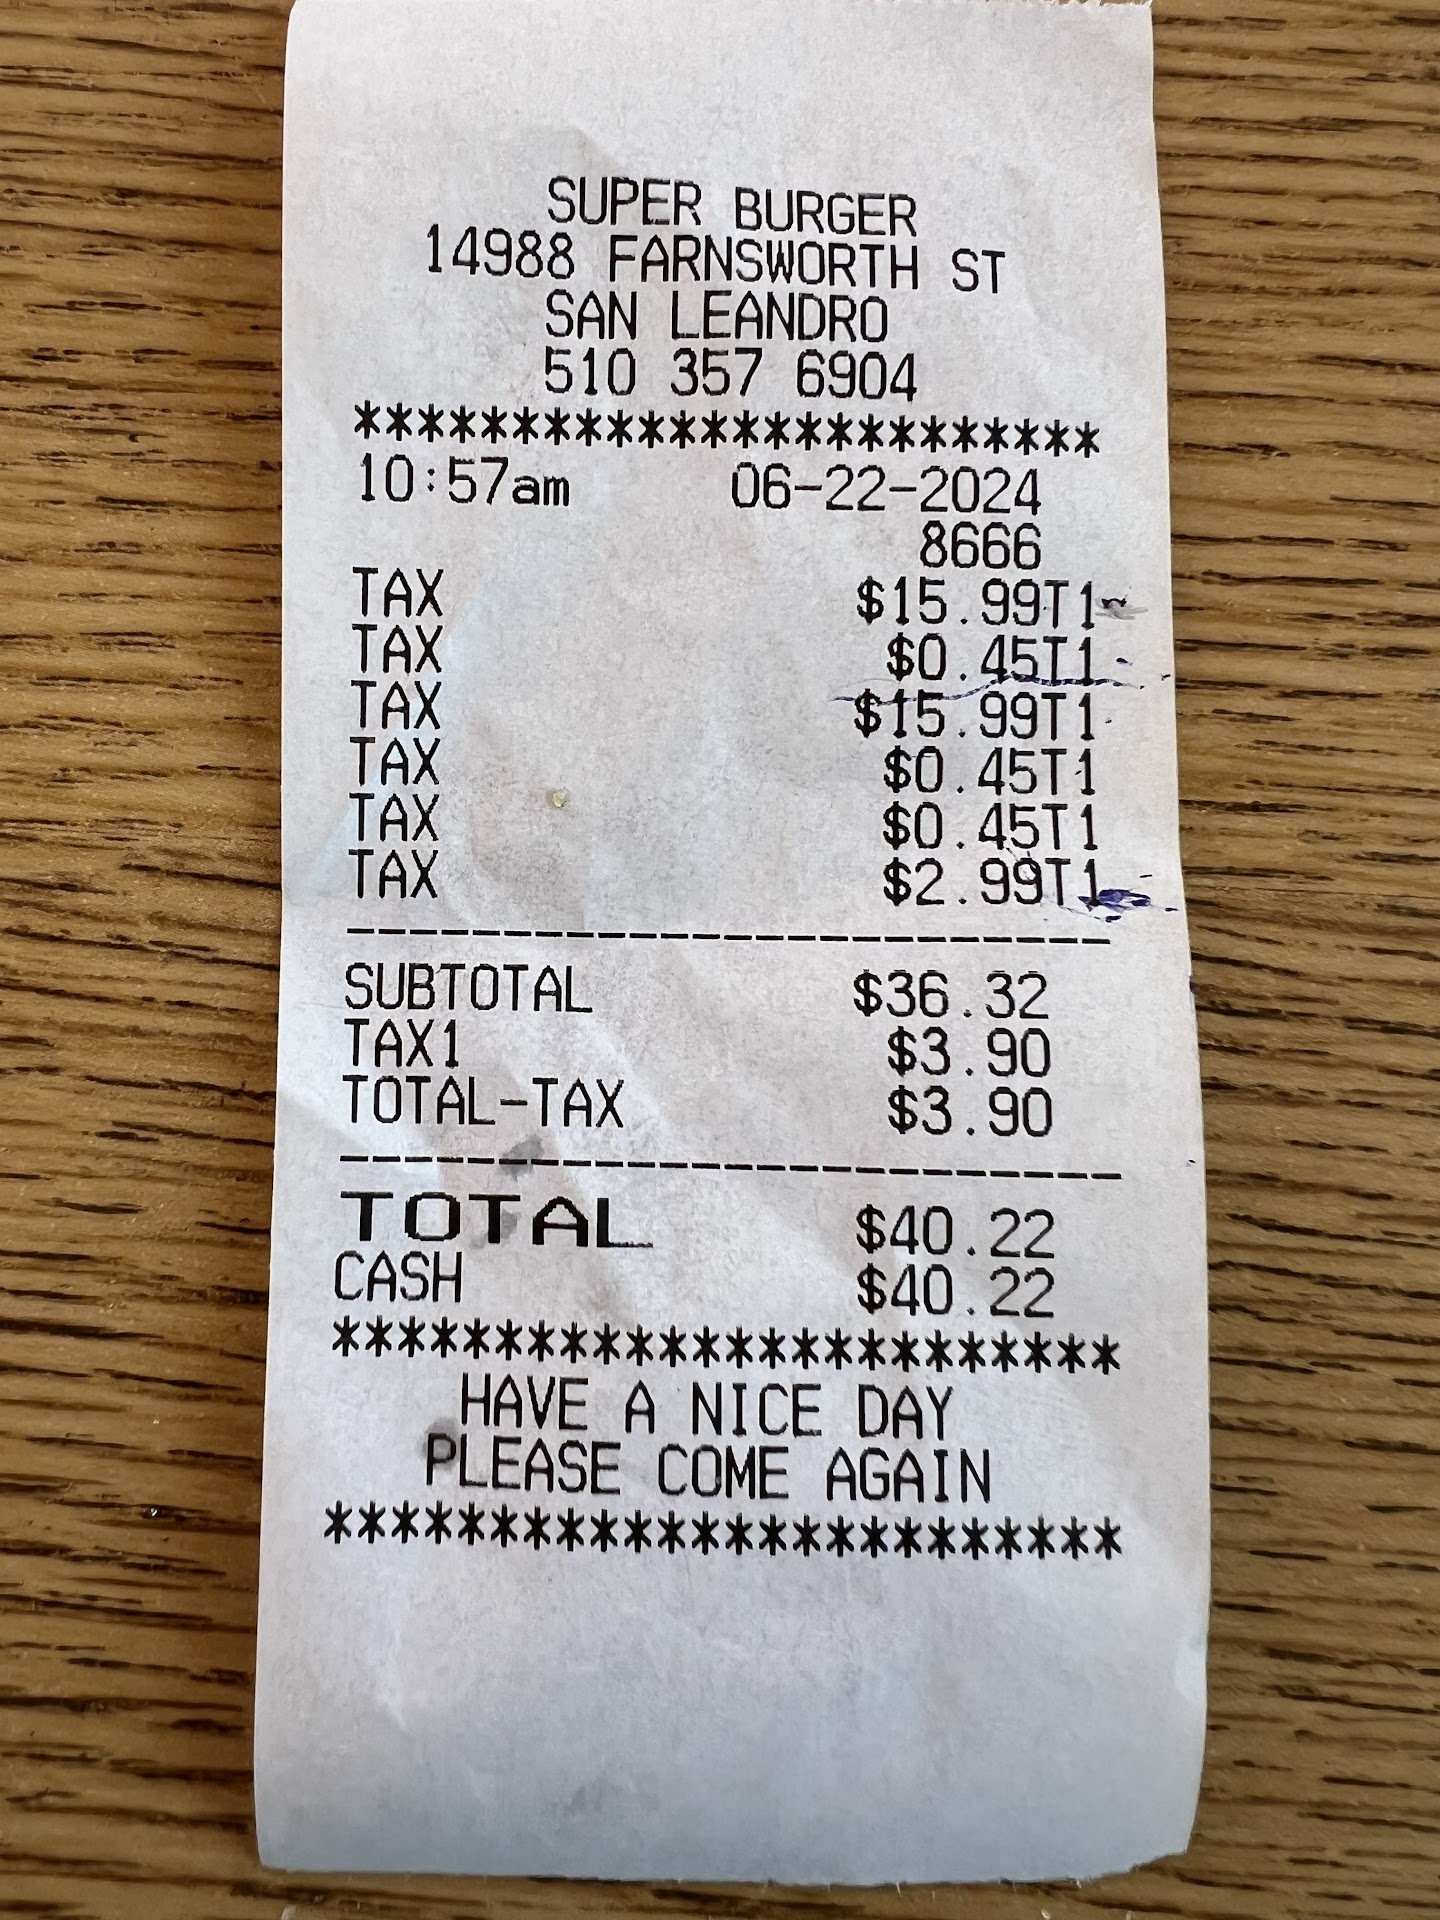 SUPER BURGER
14988 FARNSWORTH ST
SAN LEANDRO
510 357 6904
************************
10:57am 06-22-2024
8666
TAX $15.99T1
TAX $0.45T1
TAX $15.99T1
TAX $0.45T1
TAX $0.45T1
TAX $2.99T1
------------------------
SUBTOTAL $36.32
TAX1 $3.90
TOTAL-TAX $3.90
------------------------
TOTAL $40.22
CASH $40.22
************************
HAVE A NICE DAY
PLEASE COME AGAIN
************************